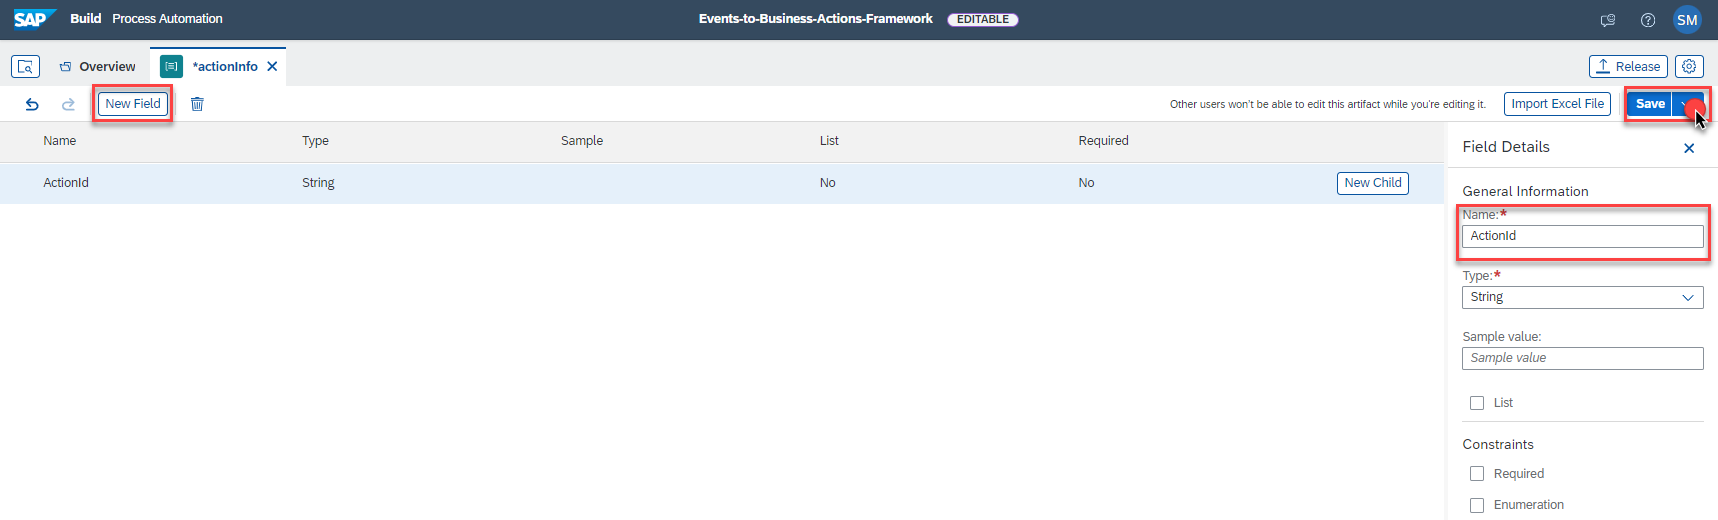 SAP Build Process Automation Events-to-Business-Actions-Framework EDITABLE SM
Overview *actionInfo Release
New Field Other users won't be able to edit this artifact while you're editing it. Import Excel File Save
Name Type Sample List Required
ActionId String No No New Child
Field Details
General Information
Name:*
ActionId
Type:*
String
Sample value:
Sample value
List
Constraints
Required
Enumeration